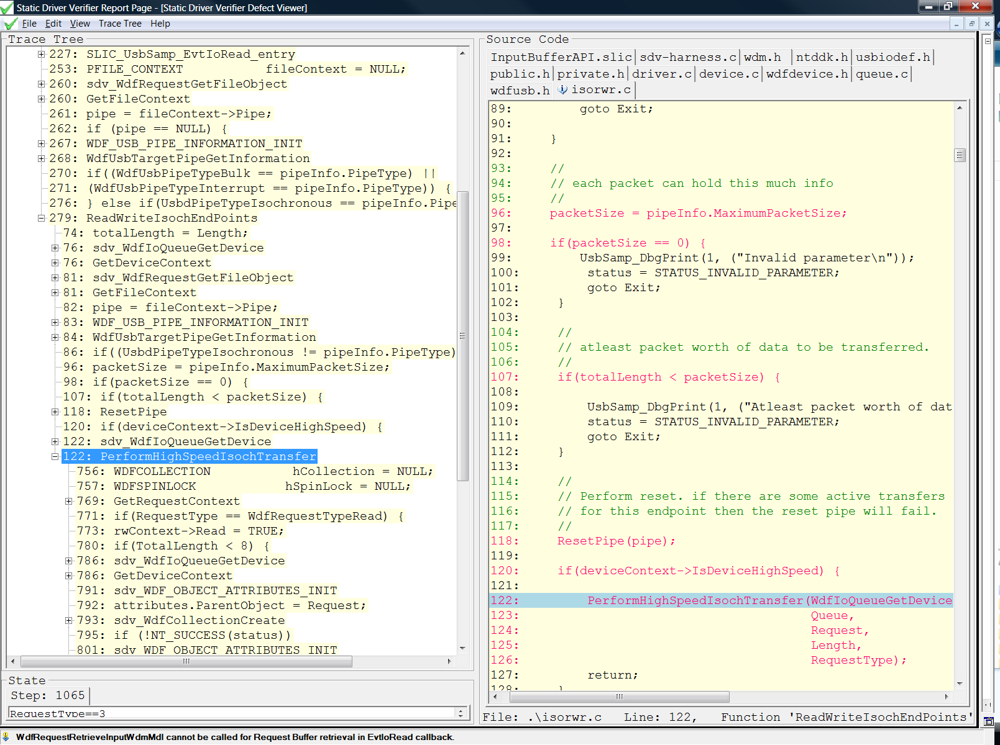 Static Driver Verifier Report Page - [Static Driver Verifier Defect Viewer]
File Edit View Trace Tree Help
Trace Tree
227: SLIC_UsbSamp_EvtIoRead_entry
253: PFILE_CONTEXT fileContext = NULL;
260: sdv_WdfRequestGetFileObject
260: GetFileContext
261: pipe = fileContext->Pipe;
262: if (pipe == NULL) {
267: WDF_USB_PIPE_INFORMATION_INIT
268: WdfUsbTargetPipeGetInformation
270: if((WdfUsbPipeTypeBulk == pipeInfo.PipeType) ||
271: (WdfUsbPipeTypeInterrupt == pipeInfo.PipeType)) {
276: } else if(UsbdPipeTypeIsochronous == pipeInfo.Pipe
279: ReadWriteIsochEndPoints
74: totalLength = Length;
76: sdv_WdfIoQueueGetDevice
76: GetDeviceContext
81: sdv_WdfRequestGetFileObject
81: GetFileContext
82: pipe = fileContext->Pipe;
83: WDF_USB_PIPE_INFORMATION_INIT
84: WdfUsbTargetPipeGetInformation
86: if((UsbdPipeTypeIsochronous != pipeInfo.PipeType)
96: packetSize = pipeInfo.MaximumPacketSize;
98: if(packetSize == 0) {
107: if(totalLength < packetSize) {
118: ResetPipe
120: if(deviceContext->IsDeviceHighSpeed) {
122: sdv_WdfIoQueueGetDevice
122: PerformHighSpeedIsochTransfer
756: WDFCOLLECTION hCollection = NULL;
757: WDFSPINLOCK hSpinLock = NULL;
769: GetRequestContext
771: if(RequestType == WdfRequestTypeRead) {
773: rwContext->Read = TRUE;
780: if(TotalLength < 8) {
786: sdv_WdfIoQueueGetDevice
786: GetDeviceContext
791: sdv_WDF_OBJECT_ATTRIBUTES_INIT
792: attributes.ParentObject = Request;
793: sdv_WdfCollectionCreate
795: if (!NT_SUCCESS(status))
801: sdv_WDF_OBJECT_ATTRIBUTES_INIT
State
Step: 1065
RequestType==3
Source Code
InputBufferAPI.slic sdv-harness.c wdm.h ntddk.h usbiodef.h
public.h private.h driver.c device.c wdfdevice.h queue.c
wdfusb.h isorwr.c
89: goto Exit;
90:
91: }
92:
93: //
94: // each packet can hold this much info
95: //
96: packetSize = pipeInfo.MaximumPacketSize;
97:
98: if(packetSize == 0) {
99: UsbSamp_DbgPrint(1, ("Invalid parameter\n"));
100: status = STATUS_INVALID_PARAMETER;
101: goto Exit;
102: }
103:
104: //
105: // atleast packet worth of data to be transferred.
106: //
107: if(totalLength < packetSize) {
108:
109: UsbSamp_DbgPrint(1, ("Atleast packet worth of dat
110: status = STATUS_INVALID_PARAMETER;
111: goto Exit;
112: }
113:
114: //
115: // Perform reset. if there are some active transfers
116: // for this endpoint then the reset pipe will fail.
117: //
118: ResetPipe(pipe);
119:
120: if(deviceContext->IsDeviceHighSpeed) {
121:
122: PerformHighSpeedIsochTransfer(WdfIoQueueGetDevice
123: Queue,
124: Request,
125: Length,
126: RequestType);
127: return;
128: }
File: .\isorwr.c Line: 122, Function 'ReadWriteIsochEndPoints'
WdfRequestRetrieveInputWdmMdl cannot be called for Request Buffer retrieval in EvtIoRead callback.